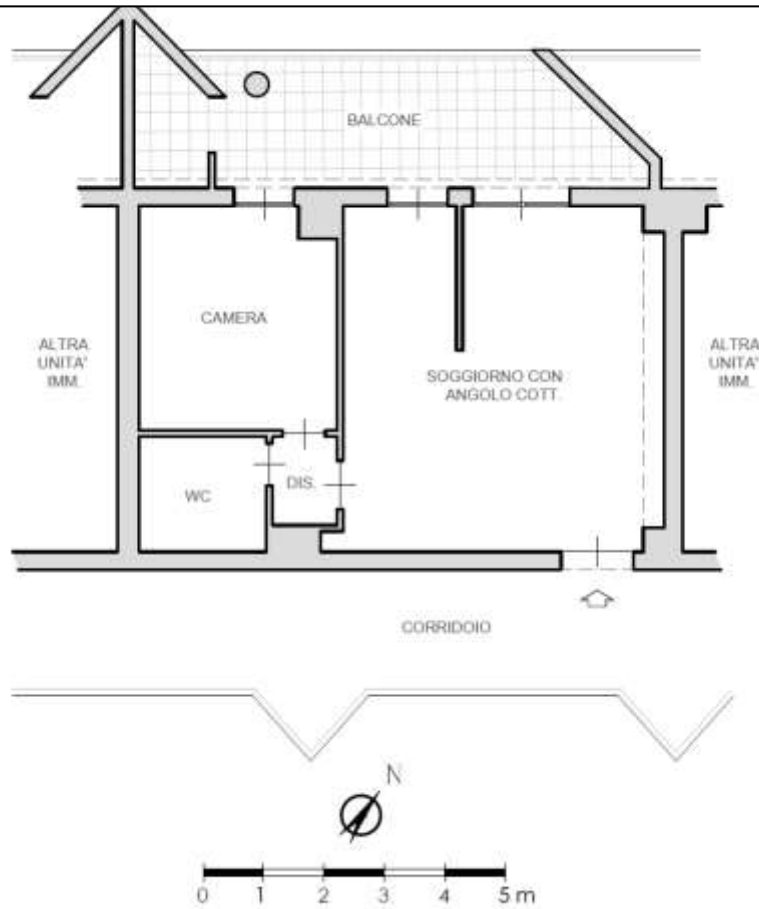 BALCONE
CAMERA
ALTRA
UNITA'
IMM.
SOGGIORNO CON
ANGOLO COTT.
ALTRA
UNITA'
IMM.
WC
DIS.
CORRIDOIO
N
0 1 2 3 4 5 m